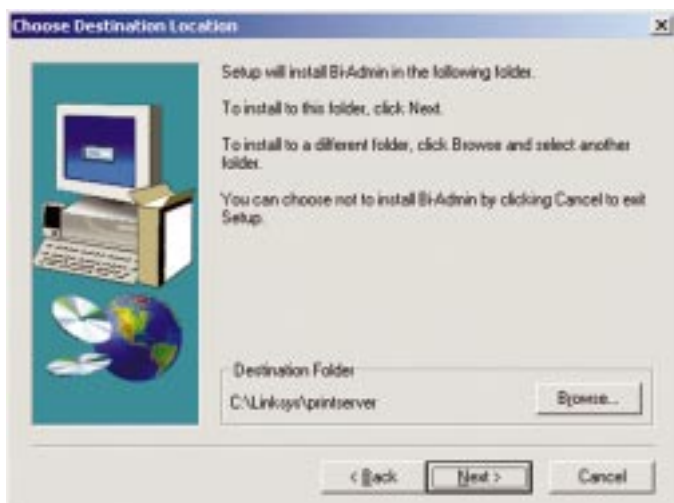 Choose Destination Location
Setup will install Bi-Admin in the following folder.
To install to this folder, click Next.
To install to a different folder, click Browse and select another
folder.
You can choose not to install Bi-Admin by clicking Cancel to exit
Setup.
Destination Folder
C:\Linksys\printserver
Browse...
< Back
Next >
Cancel